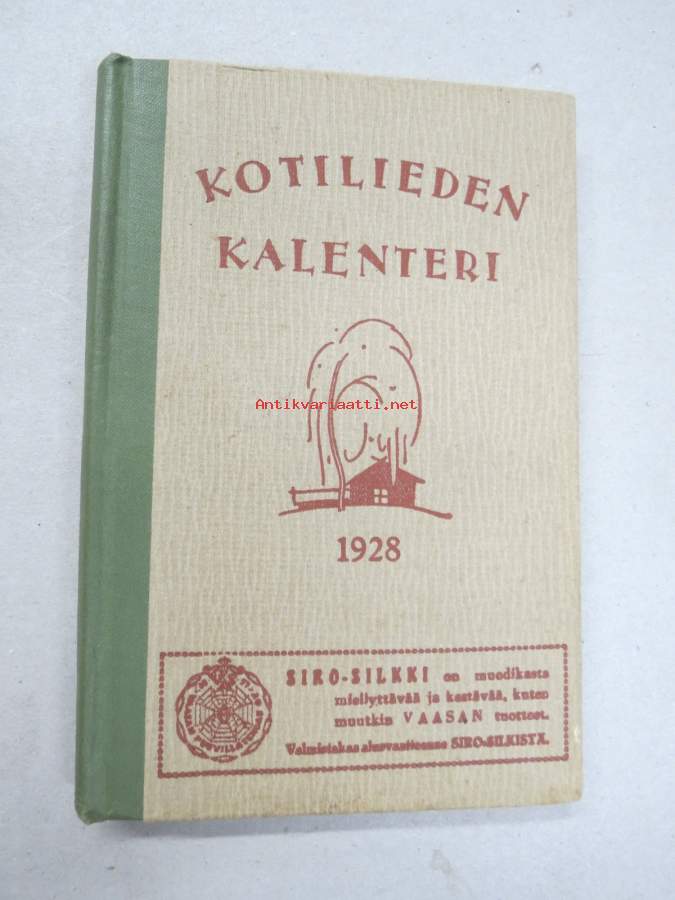 KOTILIEDEN
KALENTERI
Antikvariaatti.net
1928
SIRO-SILKKI on muodikasta
miellyttävää ja kestävää, kuten
muutkin VAASAN tuotteet.
Valmistakaa alusvaatteenne SIRO-SILKISTÄ.